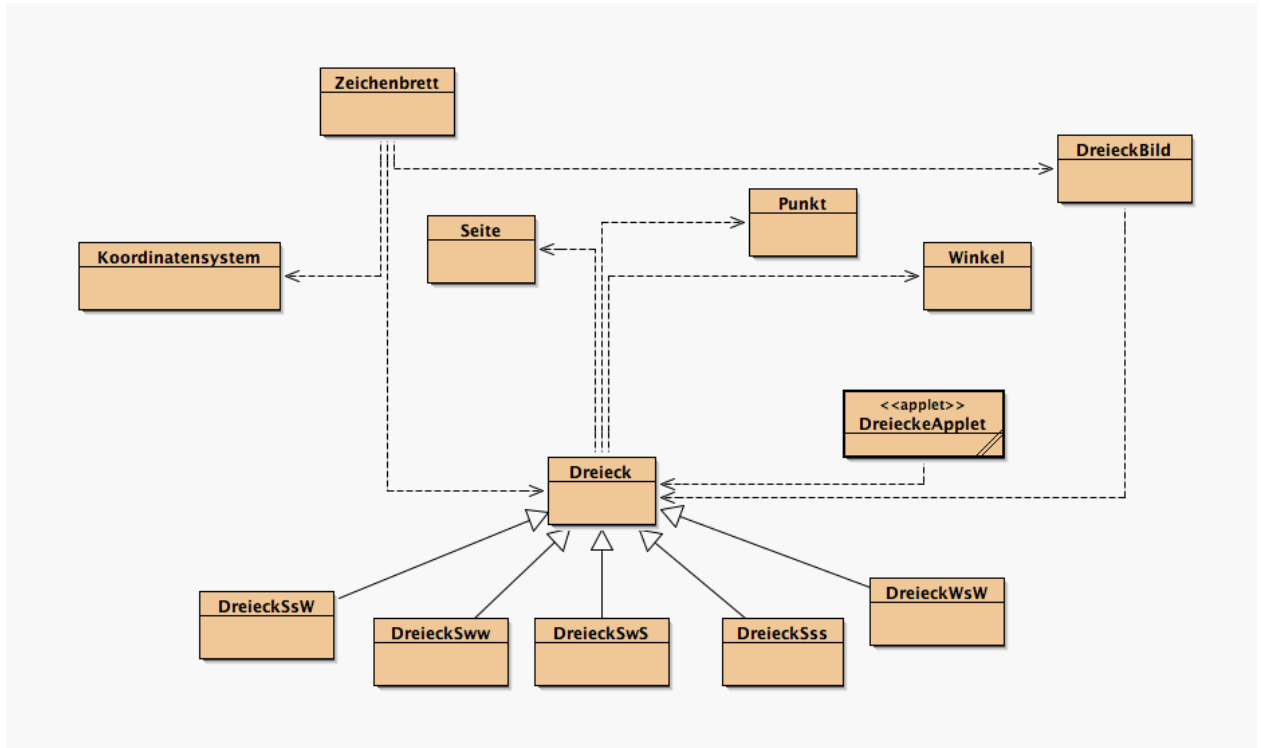 Zeichenbrett
DreieckBild
Punkt
Seite
Koordinatensystem
Winkel
<<applet>>
DreieckeApplet
Dreieck
DreieckSsW
DreieckSww
DreieckSwS
DreieckSss
DreieckWsW